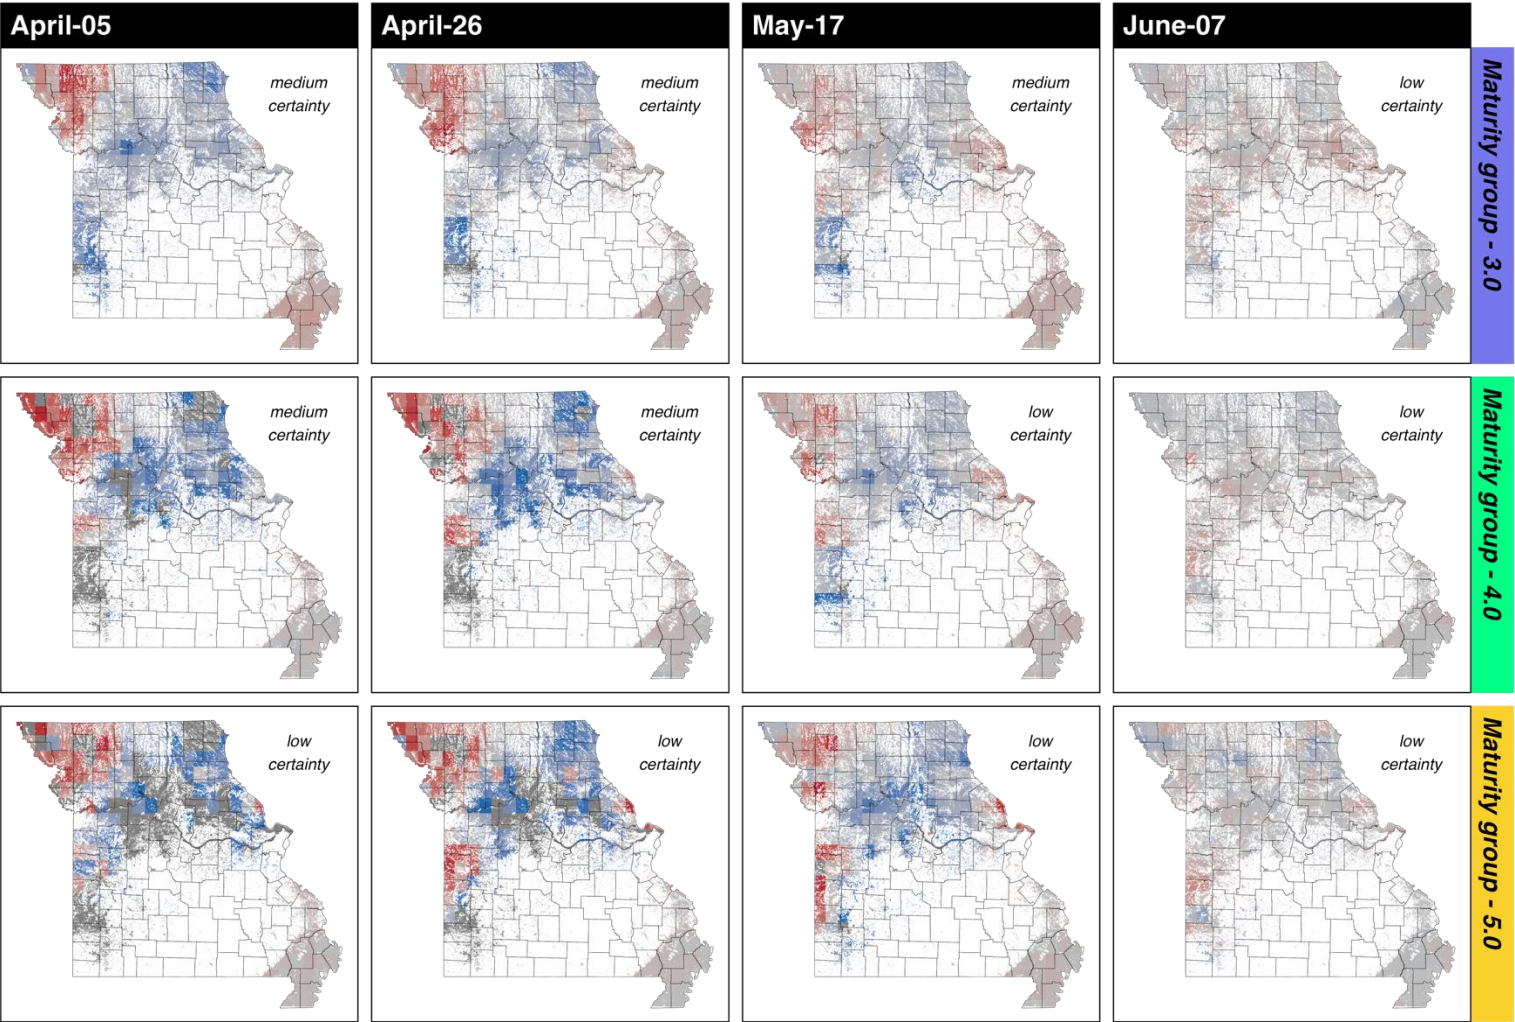 April-05
April-26
May-17
June-07
medium
certainty
medium
certainty
medium
certainty
low
certainty
Maturity group - 3.0
medium
certainty
medium
certainty
low
certainty
low
certainty
Maturity group - 4.0
low
certainty
low
certainty
low
certainty
low
certainty
Maturity group - 5.0